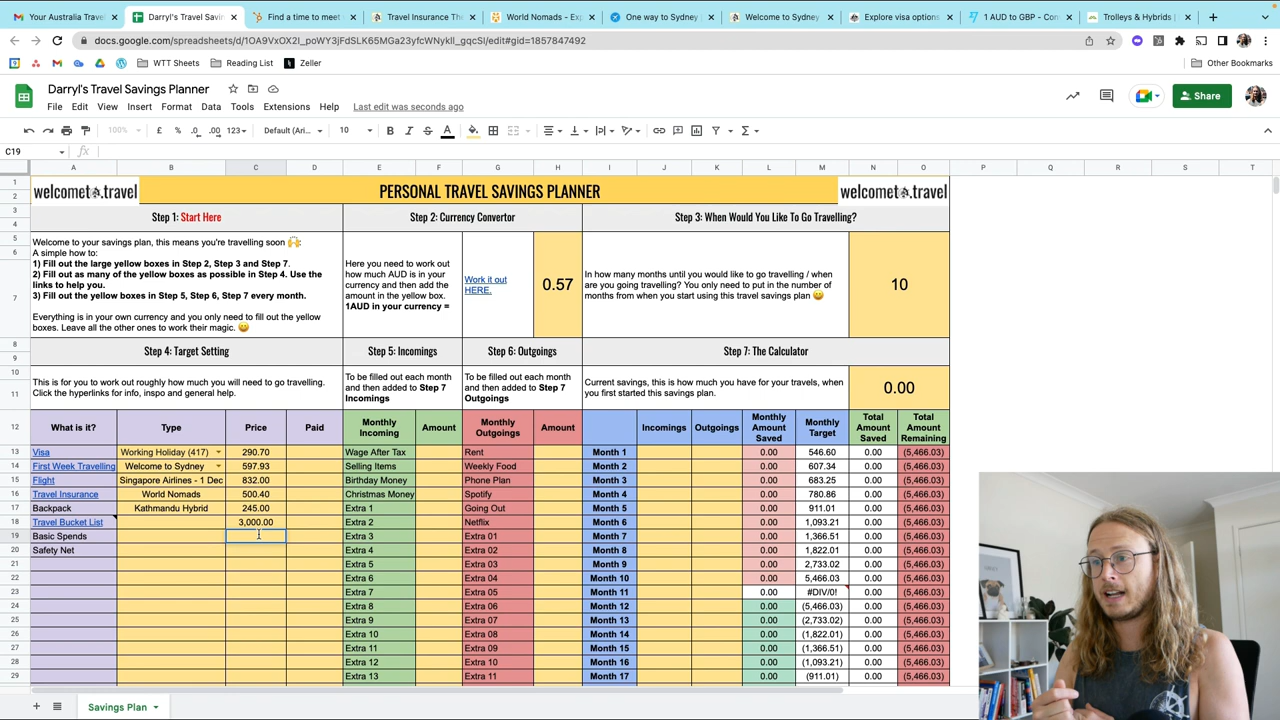 Your Australia Travel
Darryl's Travel Savin
Find a time to meet
Travel Insurance Th
World Nomads - Exp
One way to Sydney
Welcome to Sydney
Explore visa options
1 AUD to GBP - Con
Trolleys & Hybrids |
docs.google.com/spreadsheets/d/1OA9VxOX2I_poWY3jFdSLK65MGa23yfcWNykII_gqcSI/edit#gid=1857847492
WTT Sheets
Reading List
Zeller
Other Bookmarks
Darryl's Travel Savings Planner
File Edit View Insert Format Data Tools Extensions Help Last edit was seconds ago
Share
100% £ % .0 .00 123 Default (Ari... 10
C19 fx
A B C D E F G H I J K L M N O P Q R S T
welcometo.travel
PERSONAL TRAVEL SAVINGS PLANNER
welcometo.travel
Step 1: Start Here
Step 2: Currency Convertor
Step 3: When Would You Like To Go Travelling?
Welcome to your savings plan, this means you're travelling soon 🙌:
A simple how to:
1) Fill out the large yellow boxes in Step 2, Step 3 and Step 7.
2) Fill out as many of the yellow boxes as possible in Step 4. Use the
links to help you.
3) Fill out the yellow boxes in Step 5, Step 6, Step 7 every month.
Everything is in your own currency and you only need to fill out the yellow
boxes. Leave all the other ones to work their magic. 😀
Here you need to work out
how much AUD is in your
currency and then add the
amount in the yellow box.
1AUD in your currency =
Work it out
HERE.
0.57
In how many months until you would like to go travelling / when
are you going travelling? You only need to put in the number of
months from when you start using this travel savings plan 😀
10
Step 4: Target Setting
Step 5: Incomings
Step 6: Outgoings
Step 7: The Calculator
This is for you to work out roughly how much you will need to go travelling.
Click the hyperlinks for info, inspo and general help.
To be filled out each month
and then added to Step 7
Incomings
To be filled out each month
and then added to Step 7
Outgoings
Current savings, this is how much you have for your travels, when
you first started this savings plan.
0.00
What is it? Type Price Paid Monthly Incoming Amount Monthly Outgoings Amount Incomings Outgoings Monthly Amount Saved Monthly Target Total Amount Saved Total Amount Remaining
13 Visa Working Holiday (417) 290.70 Wage After Tax Rent Month 1 0.00 546.60 0.00 (5,466.03)
14 First Week Travelling Welcome to Sydney 597.93 Selling Items Weekly Food Month 2 0.00 607.34 0.00 (5,466.03)
15 Flight Singapore Airlines - 1 Dec 832.00 Birthday Money Phone Plan Month 3 0.00 683.25 0.00 (5,466.03)
16 Travel Insurance World Nomads 500.40 Christmas Money Spotify Month 4 0.00 780.86 0.00 (5,466.03)
17 Backpack Kathmandu Hybrid 245.00 Extra 1 Going Out Month 5 0.00 911.01 0.00 (5,466.03)
18 Travel Bucket List 3,000.00 Extra 2 Netflix Month 6 0.00 1,093.21 0.00 (5,466.03)
19 Basic Spends Extra 3 Extra 01 Month 7 0.00 1,366.51 0.00 (5,466.03)
20 Safety Net Extra 4 Extra 02 Month 8 0.00 1,822.01 0.00 (5,466.03)
21 Extra 5 Extra 03 Month 9 0.00 2,733.02 0.00 (5,466.03)
22 Extra 6 Extra 04 Month 10 0.00 5,466.03 0.00 (5,466.03)
23 Extra 7 Extra 05 Month 11 0.00 #DIV/0! 0.00 (5,466.03)
24 Extra 8 Extra 06 Month 12 0.00 (5,466.03) 0.00 (5,466.03)
25 Extra 9 Extra 07 Month 13 0.00 (2,733.02) 0.00 (5,466.03)
26 Extra 10 Extra 08 Month 14 0.00 (1,822.01) 0.00 (5,466.03)
27 Extra 11 Extra 09 Month 15 0.00 (1,366.51) 0.00 (5,466.03)
28 Extra 12 Extra 10 Month 16 0.00 (1,093.21) 0.00 (5,466.03)
29 Extra 13 Extra 11 Month 17 0.00 (911.01) 0.00 (5,466.03)
Savings Plan